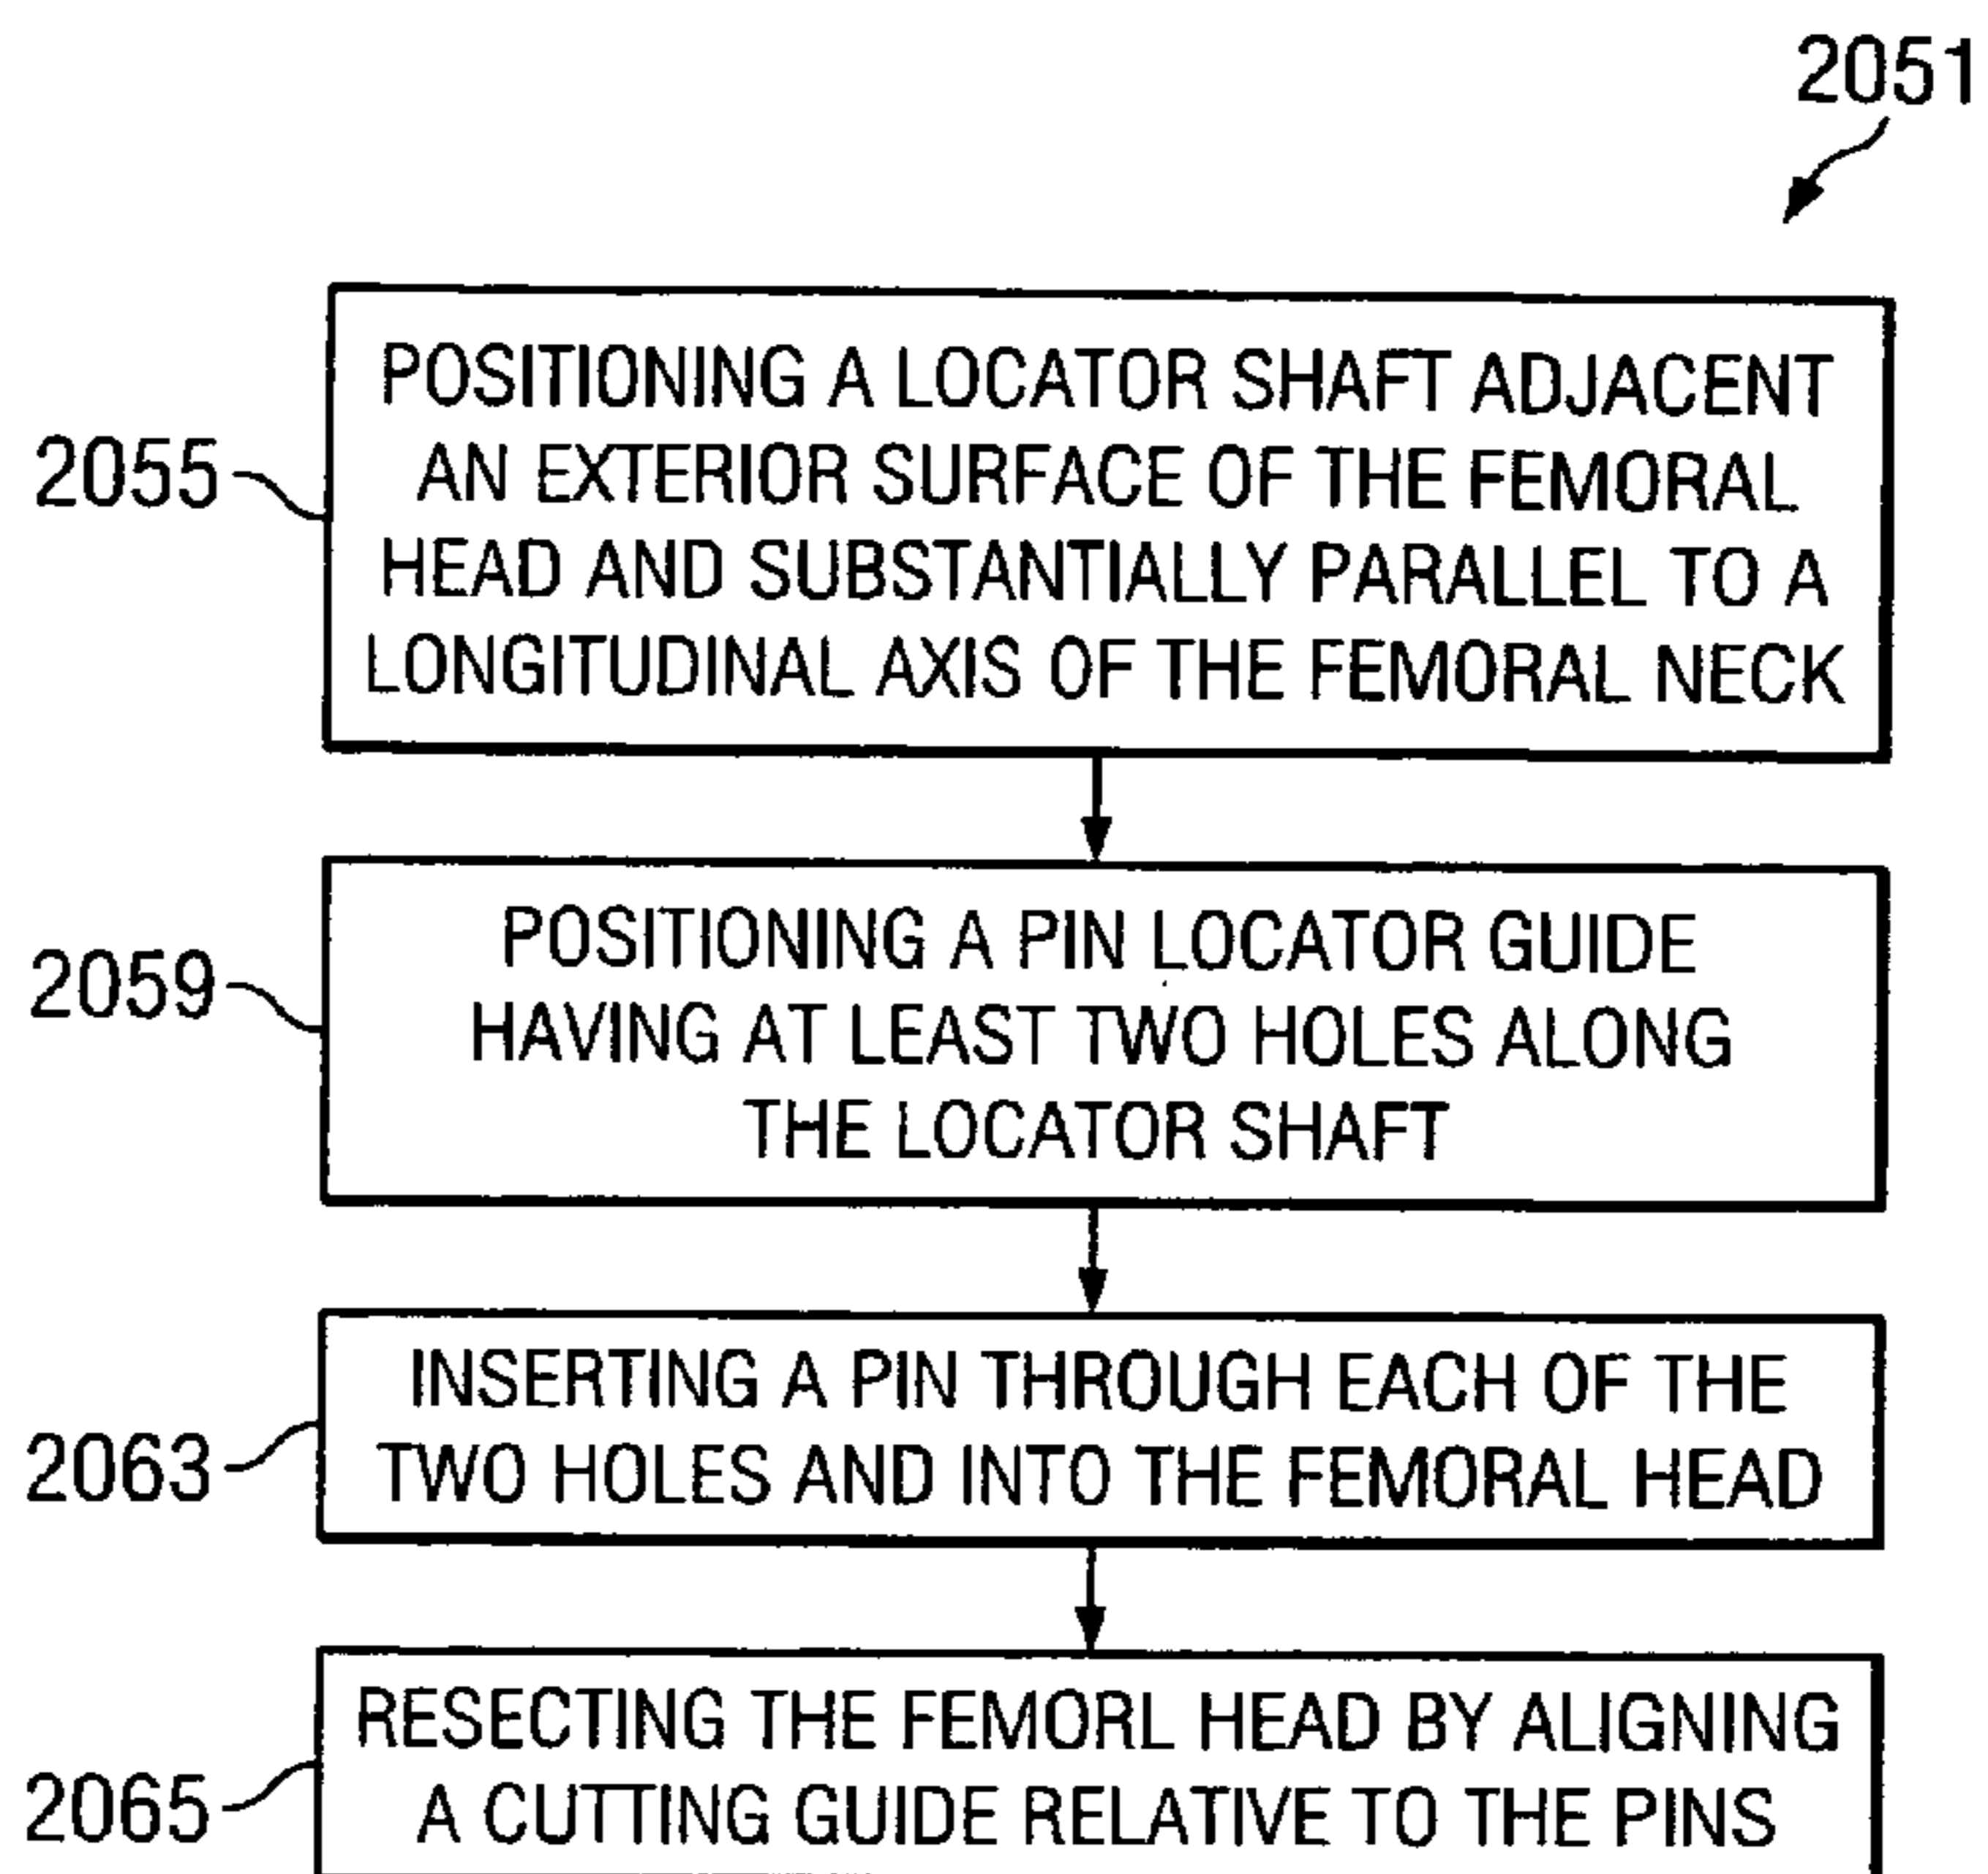 2051
POSITIONING A LOCATOR SHAFT ADJACENT
AN EXTERIOR SURFACE OF THE FEMORAL
HEAD AND SUBSTANTIALLY PARALLEL TO A
LONGITUDINAL AXIS OF THE FEMORAL NECK
2055
POSITIONING A PIN LOCATOR GUIDE
HAVING AT LEAST TWO HOLES ALONG
THE LOCATOR SHAFT
2059
INSERTING A PIN THROUGH EACH OF THE
TWO HOLES AND INTO THE FEMORAL HEAD
2063
RESECTING THE FEMORL HEAD BY ALIGNING
A CUTTING GUIDE RELATIVE TO THE PINS
2065